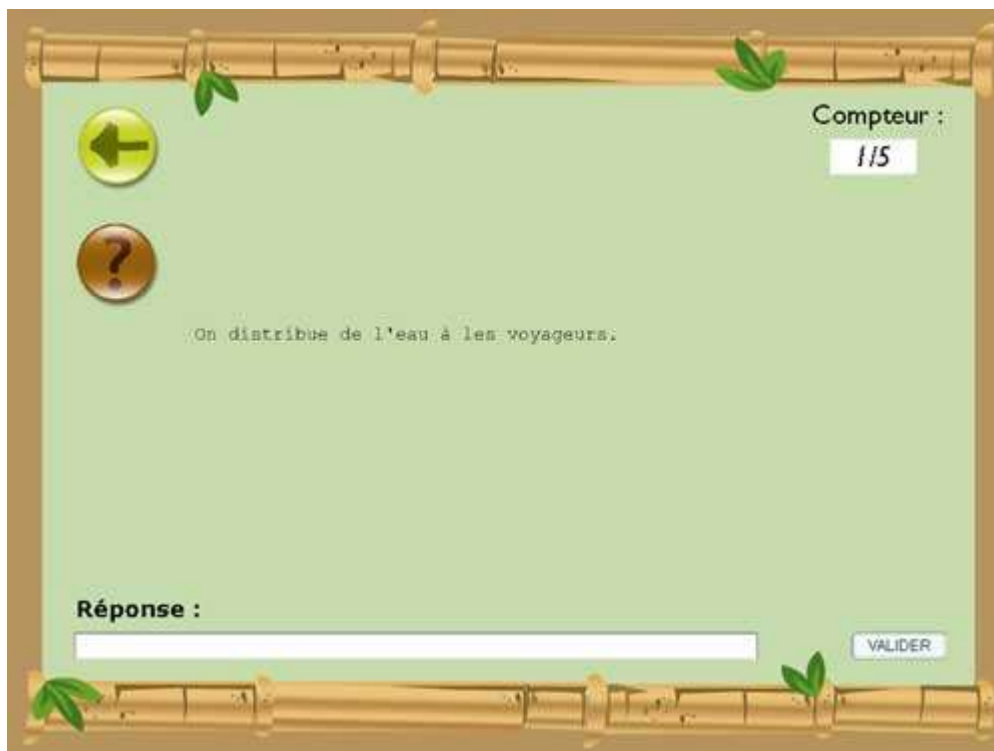 Compteur :
1/5
?
On distribue de l'eau à les voyageurs.
Réponse :
VALIDER